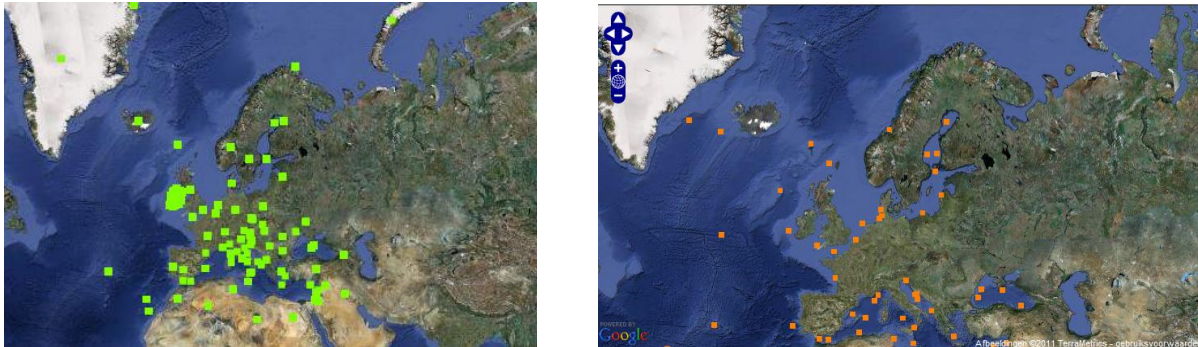 POWERED BY
Google
Afbeeldingen ©2011 TerraMetrics - gebruiksvoorwaarden